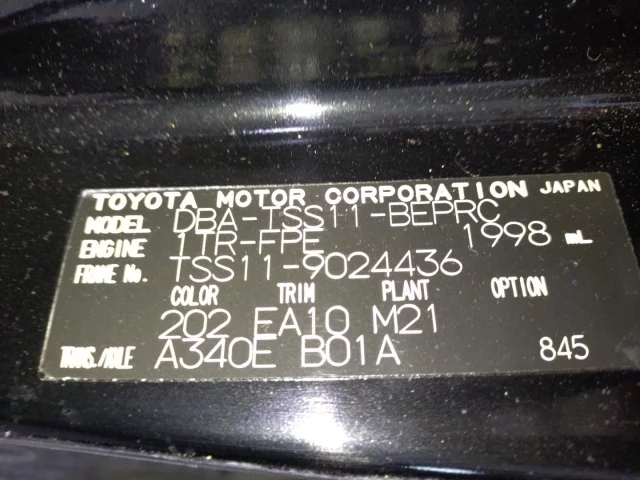 TOYOTA MOTOR CORPORATION JAPAN
MODEL DBA-TSS11-BEPRC
ENGINE 1TR-FPE 1998 mL
FRAME No. TSS11-9024436
COLOR TRIM PLANT OPTION
202 EA10 M21
TRANS./AXLE A340E B01A 845